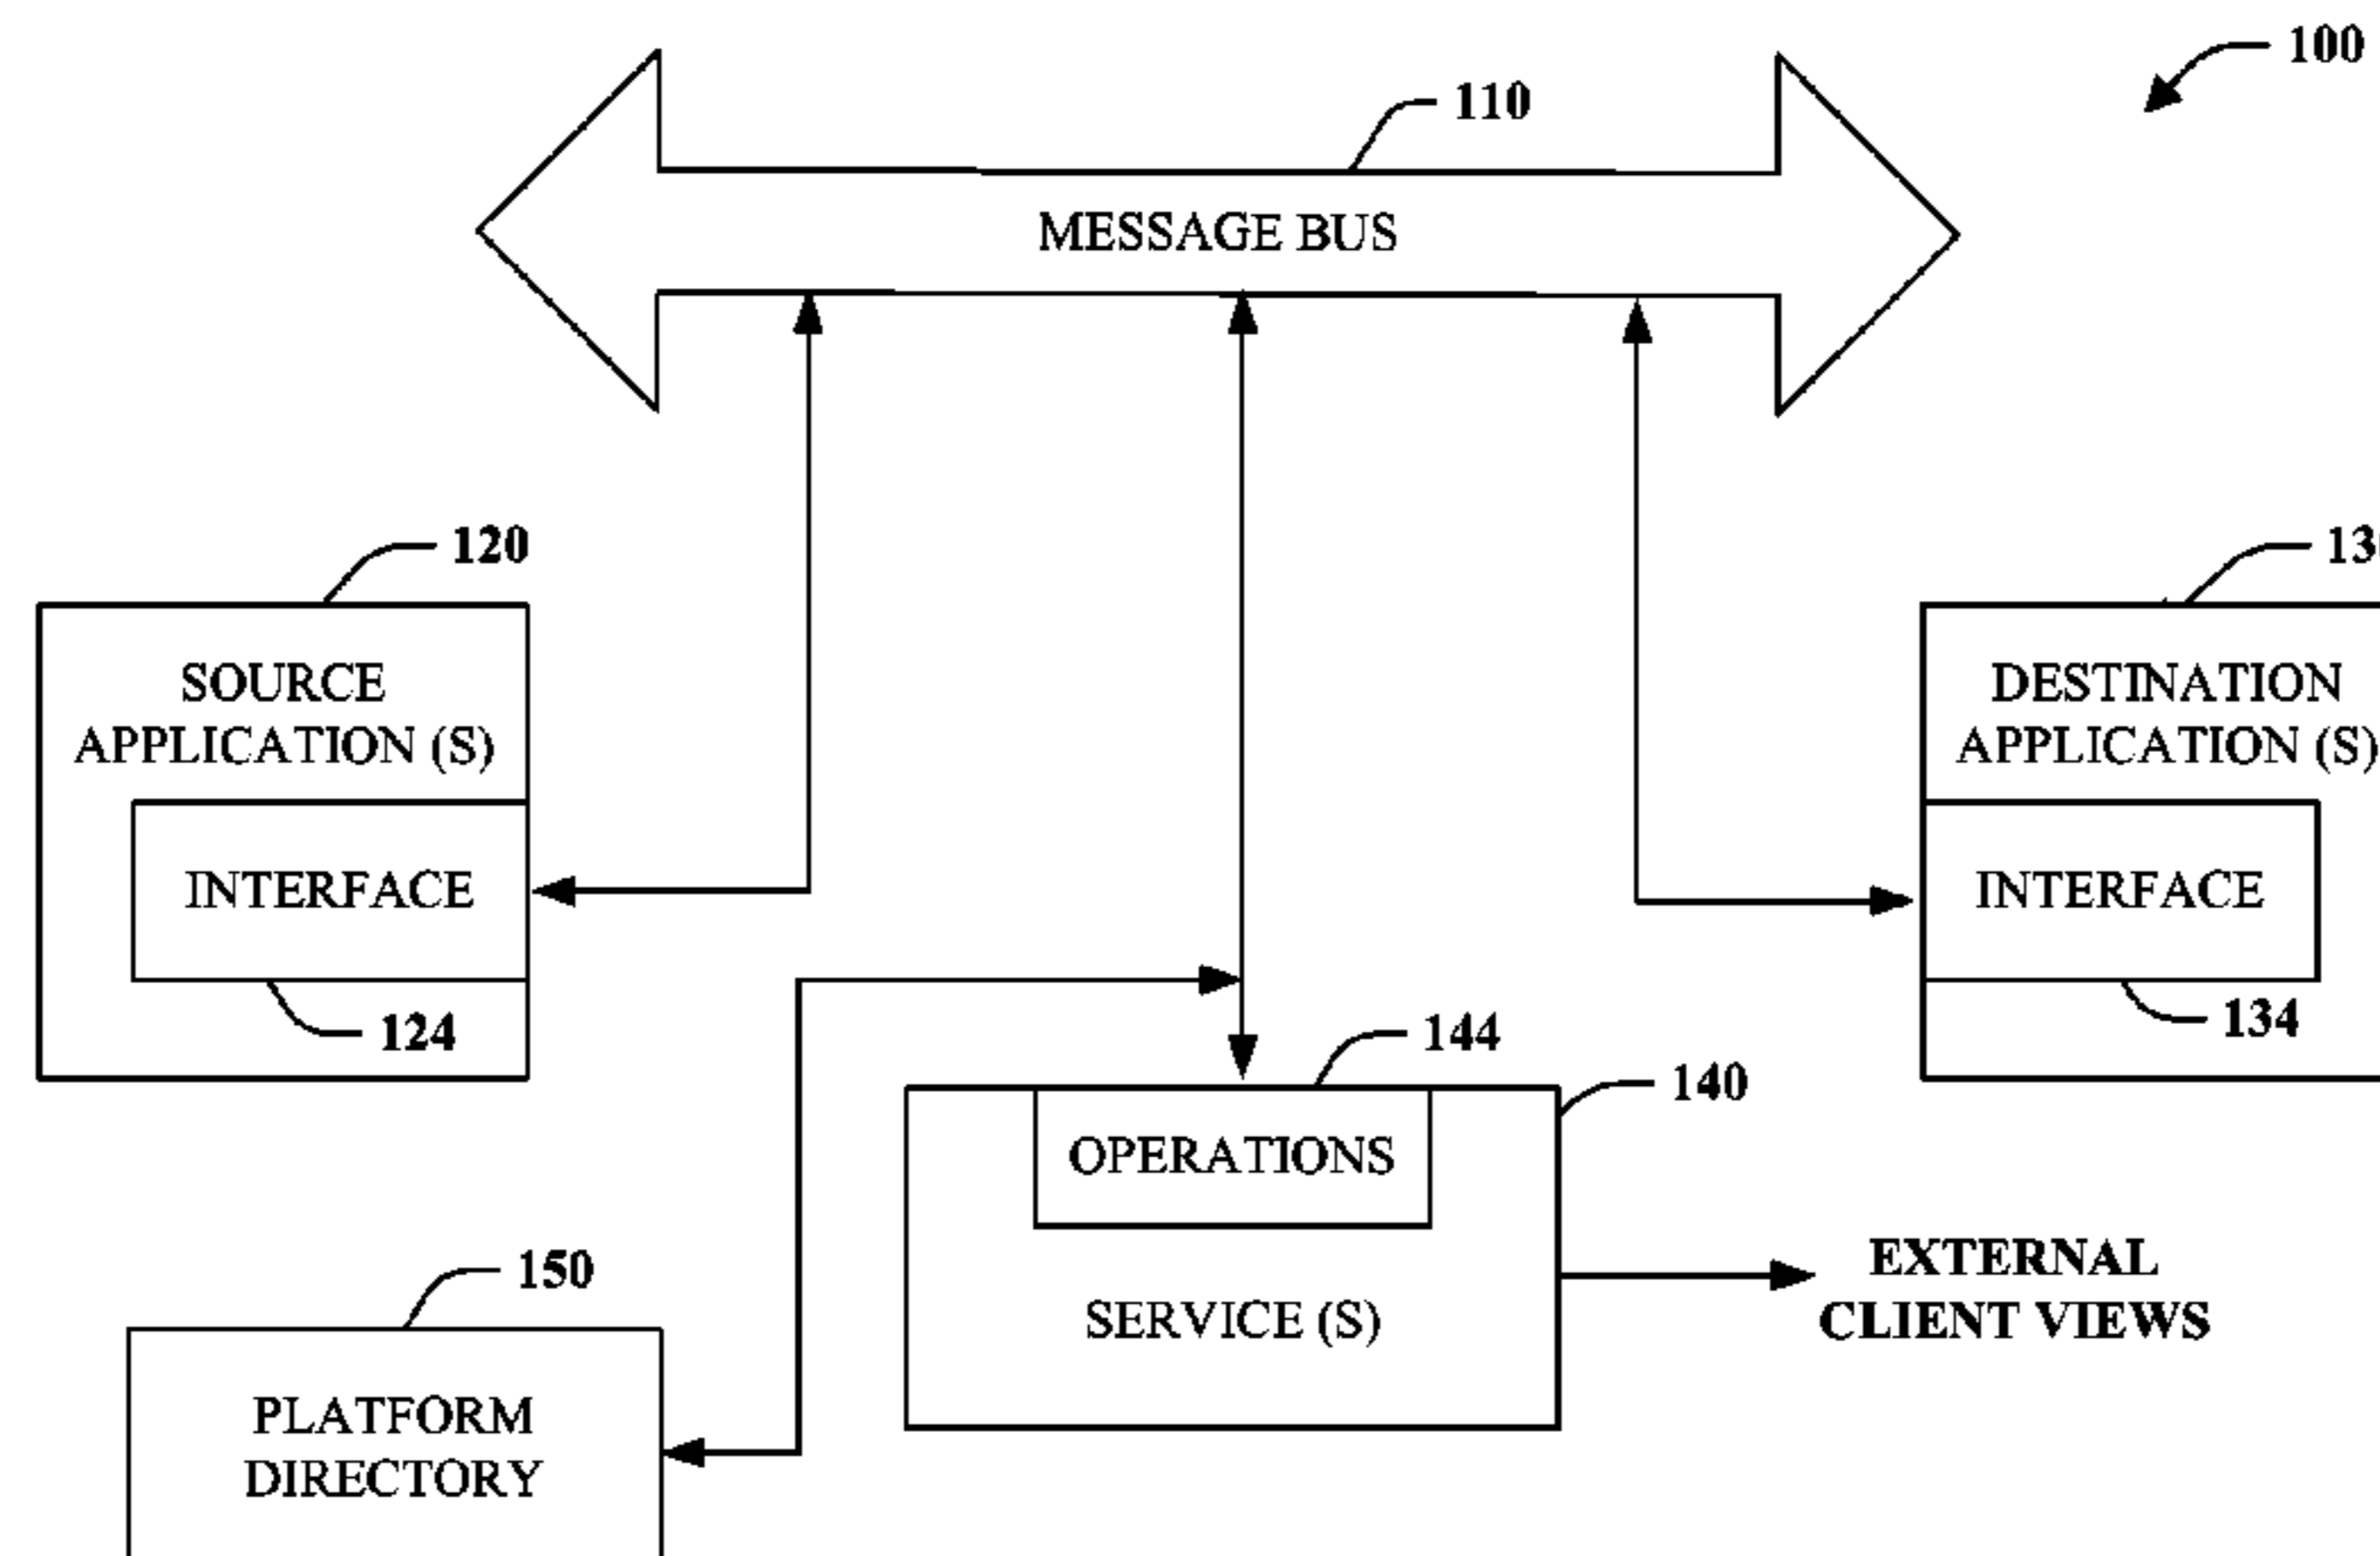 100
110
MESSAGE BUS
120
SOURCE
APPLICATION (S)
INTERFACE
124
DESTINATION
APPLICATION (S)
INTERFACE
134
144
140
OPERATIONS
SERVICE (S)
EXTERNAL
CLIENT VIEWS
150
PLATFORM
DIRECTORY